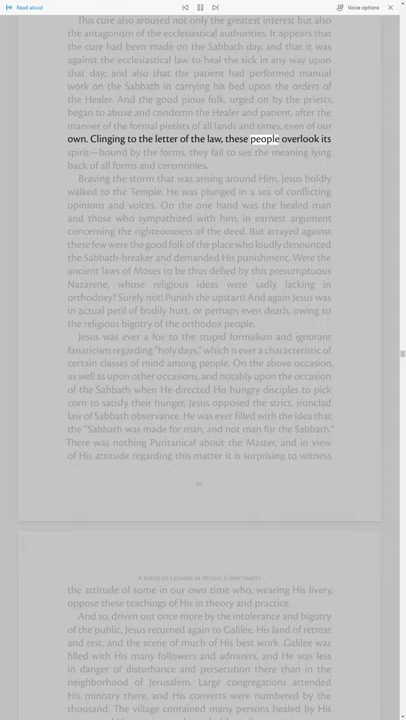 Read aloud
Voice options
This cure also aroused not only the greatest interest but also
the antagonism of the ecclesiastical authorities. It appears that
the cure had been made on the Sabbath day, and that it was
against the ecclesiastical law to heal the sick in any way upon
that day; and also that the patient had performed manual
work on the Sabbath in carrying his bed upon the orders of
the Healer. And the good pious folk, urged on by the priests,
began to abuse and condemn the Healer and patient, after the
manner of the formal pietists of all lands and times, even of our
own. Clinging to the letter of the law, these people overlook its
spirit—bound by the forms, they fail to see the meaning lying
back of all forms and ceremonies.
Braving the storm that was arising around Him, Jesus boldly
walked to the Temple. He was plunged in a sea of conflicting
opinions and voices. On the one hand was the healed man
and those who sympathized with him, in earnest argument
concerning the righteousness of the deed. But arrayed against
these few were the good folk of the place who loudly denounced
the Sabbath-breaker and demanded His punishment. Were the
ancient laws of Moses to be thus defied by this presumptuous
Nazarene, whose religious ideas were sadly lacking in
orthodoxy? Surely not! Punish the upstart! And again Jesus was
in actual peril of bodily hurt, or perhaps even death, owing to
the religious bigotry of the orthodox people.
Jesus was ever a foe to the stupid formalism and ignorant
fanaticism regarding "holy days," which is ever a characteristic of
certain classes of mind among people. On the above occasion,
as well as upon other occasions, and notably upon the occasion
of the Sabbath when He directed His hungry disciples to pick
corn to satisfy their hunger, Jesus opposed the strict, ironclad
law of Sabbath observance. He was ever filled with the idea that
the "Sabbath was made for man, and not man for the Sabbath."
There was nothing Puritanical about the Master, and in view
of His attitude regarding this matter it is surprising to witness
A Series of Lessons in Mystic Christianity
the attitude of some in our own time who, wearing His livery,
oppose these teachings of His in theory and practice.
And so, driven out once more by the intolerance and bigotry
of the public, Jesus returned again to Galilee, His land of retreat
and rest, and the scene of much of His best work. Galilee was
filled with His many followers and admirers, and He was less
in danger of disturbance and persecution there than in the
neighborhood of Jerusalem. Large congregations attended
His ministry there, and His converts were numbered by the
thousand. The village contained many persons healed by His